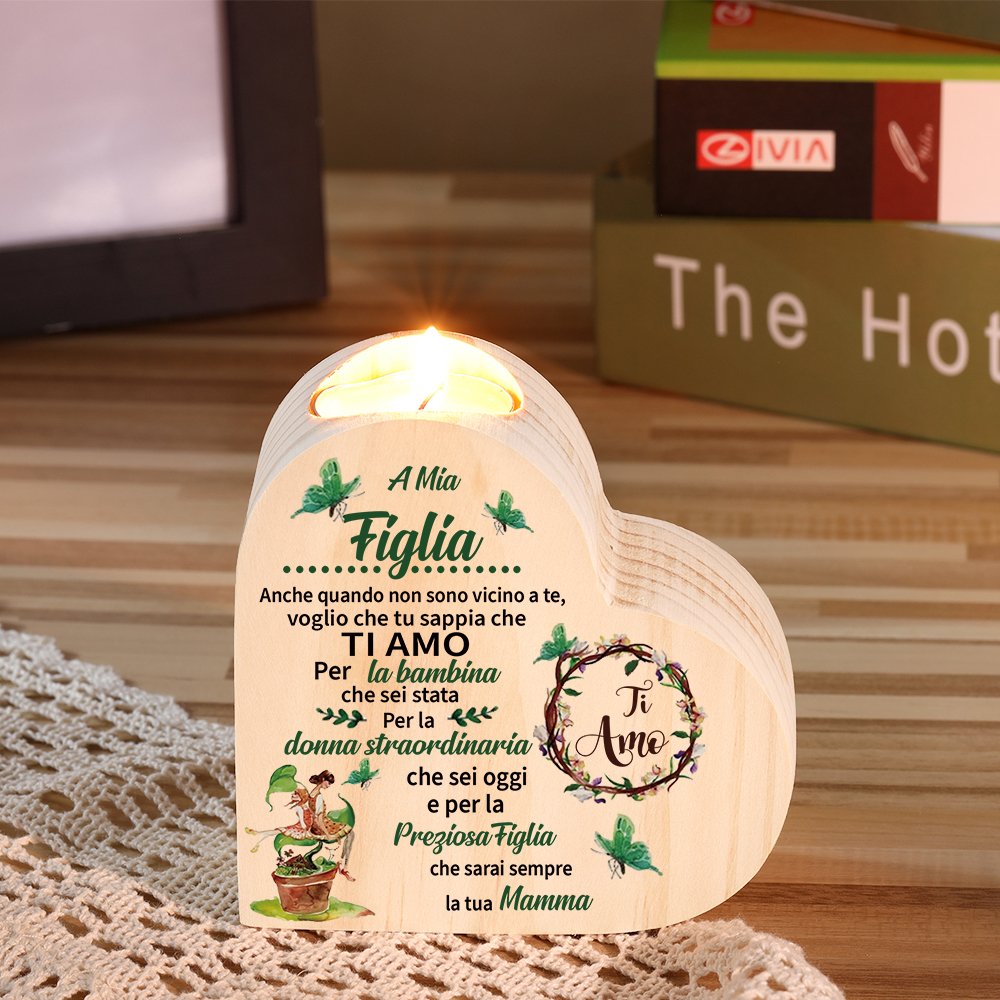 A Mia
Figlia
Anche quando non sono vicino a te,
voglio che tu sappia che
TI AMO
Per la bambina
che sei stata
Per la
donna straordinaria
che sei oggi
e per la
Preziosa Figlia
che sarai sempre
la tua Mamma
Ti
Amo
IVIA
The Hot